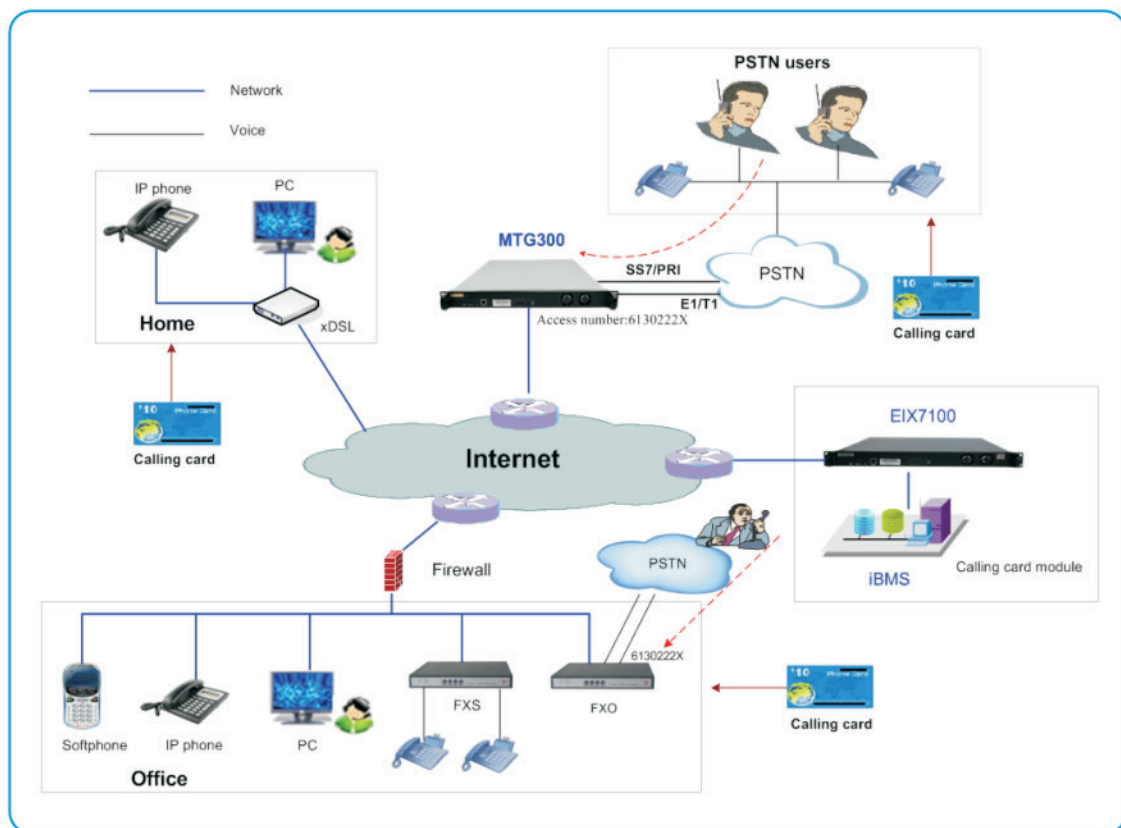 PSTN users
Network
Voice
IP phone
PC
MTG300
SS7/PRI
PSTN
E1/T1
Access number:6130222X
Home
xDSL
$10 Phone Card
Calling card
$10 Phone Card
Calling card
EIX7100
Internet
iBMS
Calling card module
Firewall
PSTN
6130222X
$10 Phone Card
Calling card
Softphone
IP phone
PC
FXS
FXO
Office